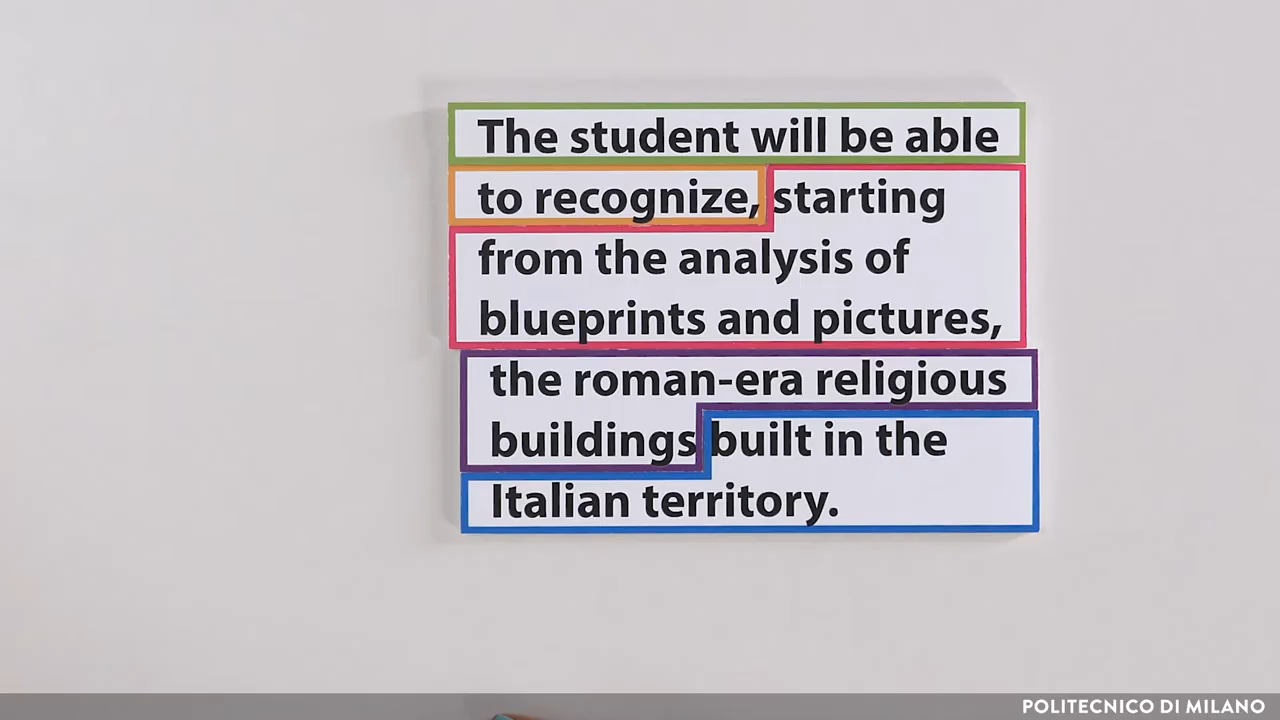 The student will be able
to recognize, starting
from the analysis of
blueprints and pictures,
the roman-era religious
buildings built in the
Italian territory.
POLITECNICO DI MILANO